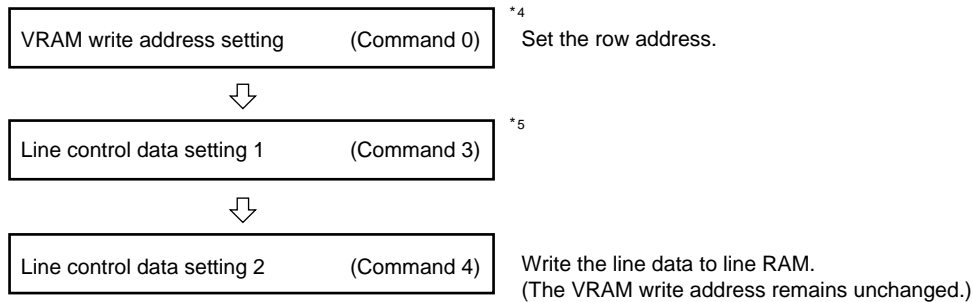 *4
VRAM write address setting (Command 0) Set the row address.
*5
Line control data setting 1 (Command 3)
Line control data setting 2 (Command 4) Write the line data to line RAM.
(The VRAM write address remains unchanged.)